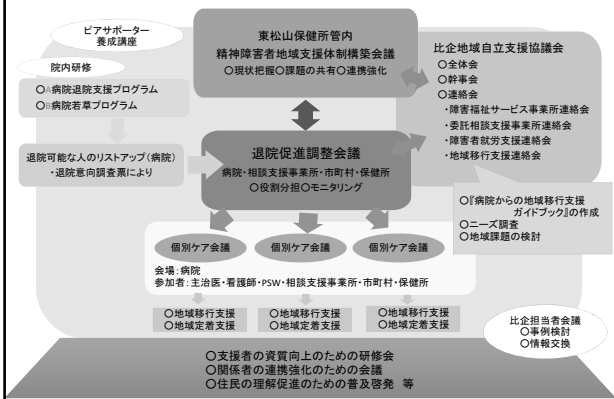 ピアサポーター
養成講座
院内研修
○A病院退院支援プログラム
○B病院若草プログラム
退院可能な人のリストアップ(病院)
・退院意向調査票により
東松山保健所管内
精神障害者地域支援体制構築会議
○現状把握○課題の共有○連携強化
退院促進調整会議
病院・相談支援事業所・市町村・保健所
○役割分担○モニタリング
比企地域自立支援協議会
○全体会
○幹事会
○連絡会
・障害福祉サービス事業所連絡会
・委託相談支援事業所連絡会
・障害者就労支援連絡会
・地域移行支援連絡会
○『病院からの地域移行支援
ガイドブック』の作成
○ニーズ調査
○地域課題の検討
個別ケア会議
個別ケア会議
個別ケア会議
会場:病院
参加者:主治医・看護師・PSW・相談支援事業所・市町村・保健所
○地域移行支援
○地域定着支援
○地域移行支援
○地域定着支援
○地域移行支援
○地域定着支援
比企担当者会議
○事例検討
○情報交換
○支援者の資質向上のための研修会
○関係者の連携強化のための会議
○住民の理解促進のための普及啓発 等